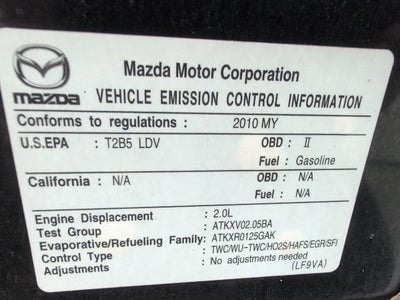 Mazda Motor Corporation
mazda VEHICLE EMISSION CONTROL INFORMATION
Conforms to regulations : 2010 MY
U.S.EPA : T2B5 LDV OBD : II
Fuel : Gasoline
California : N/A OBD : N/A
Fuel : N/A
Engine Displacement : 2.0L
Test Group : ATKXV02.05BA
Evaporative/Refueling Family: ATKXR0125GAK
Control Type : TWC/WU-TWC/HO2S/HAFS/EGR/SFI
Adjustments : No adjustments needed
(LF9VA)